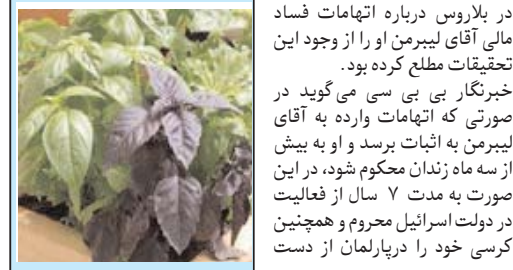 در بلاروس درباره اتهامات فساد
مالی آقای لیبرمن او را از وجود این
تحقیقات مطلع کرده بود.
خبرنگار بی بی سی می‌گوید در
صورتی که اتهامات وارده به آقای
لیبرمن به اثبات برسد و او به بیش
از سه ماه زندان محکوم شود، در این
صورت به مدت ۷ سال از فعالیت
در دولت اسرائیل محروم و همچنین
کرسی خود را درپارلمان از دست